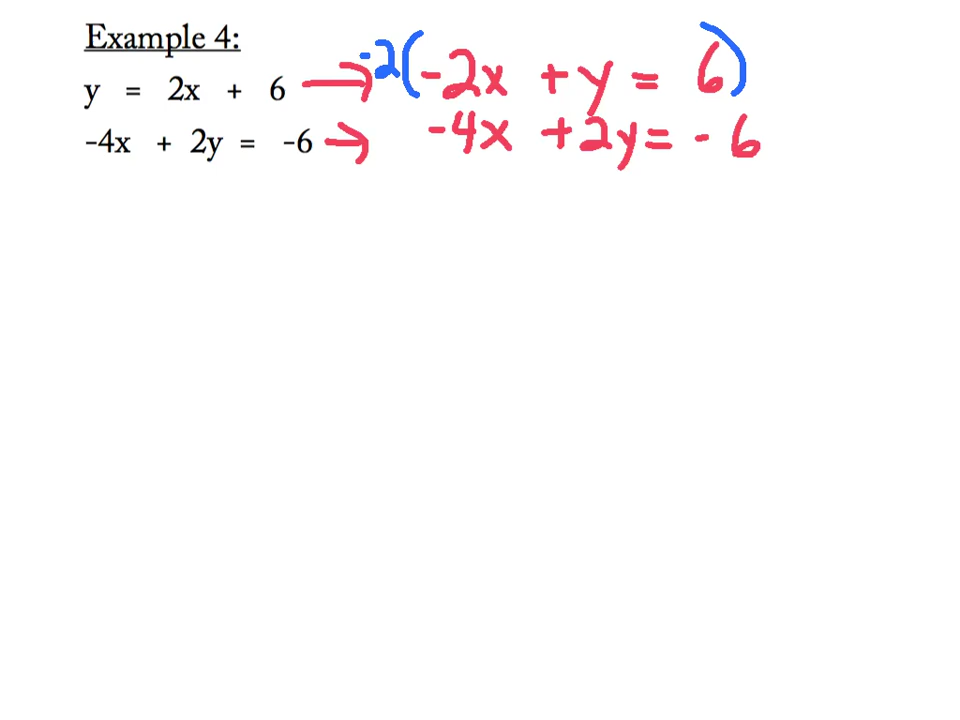 Example 4:
y = 2x + 6 → -2(-2x + y = 6)
-4x + 2y = -6 → -4x + 2y = -6